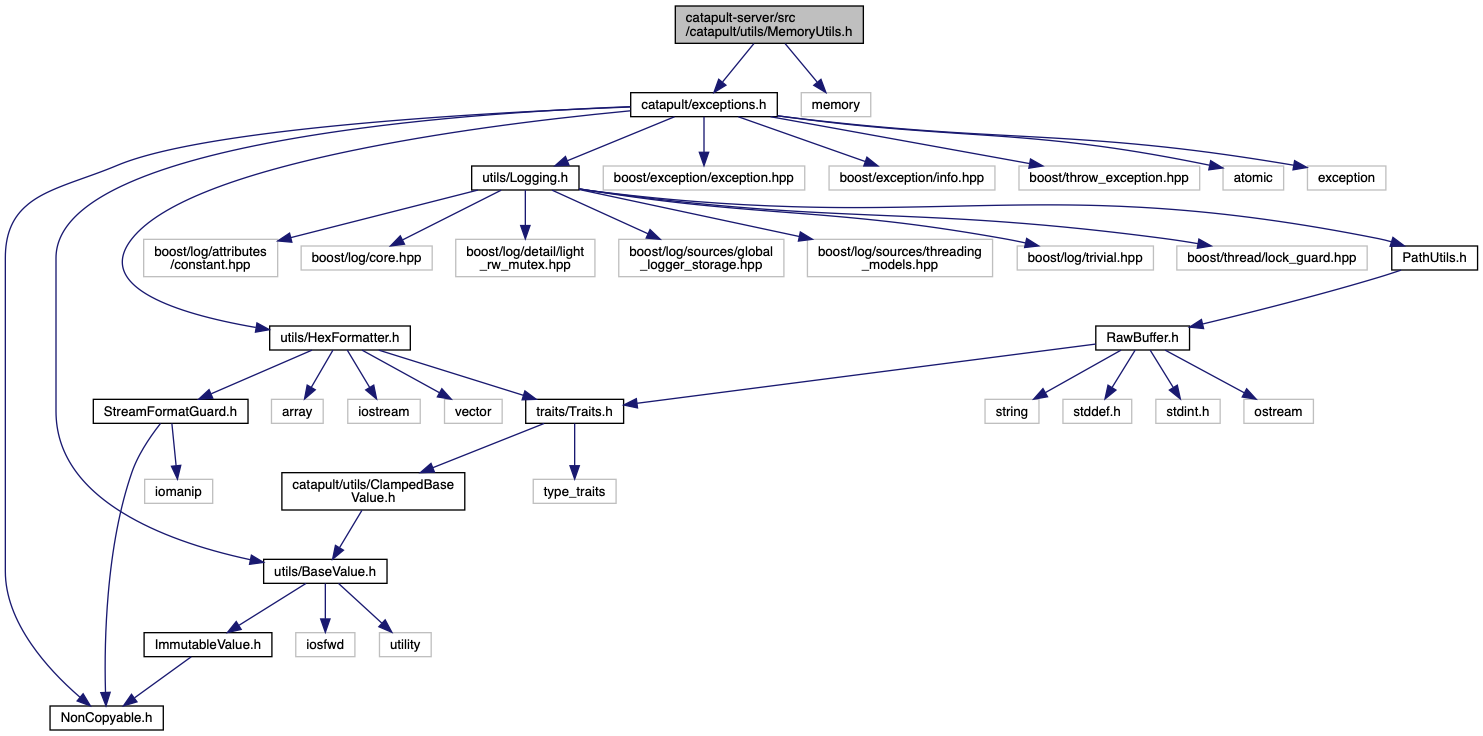 catapult-server/src
/catapult/utils/MemoryUtils.h
catapult/exceptions.h
memory
utils/Logging.h
boost/exception/exception.hpp
boost/exception/info.hpp
boost/throw_exception.hpp
atomic
exception
boost/log/attributes
/constant.hpp
boost/log/core.hpp
boost/log/detail/light
_rw_mutex.hpp
boost/log/sources/global
_logger_storage.hpp
boost/log/sources/threading
_models.hpp
boost/log/trivial.hpp
boost/thread/lock_guard.hpp
PathUtils.h
utils/HexFormatter.h
RawBuffer.h
StreamFormatGuard.h
array
iostream
vector
traits/Traits.h
string
stddef.h
stdint.h
ostream
iomanip
catapult/utils/ClampedBase
Value.h
type_traits
utils/BaseValue.h
ImmutableValue.h
iosfwd
utility
NonCopyable.h